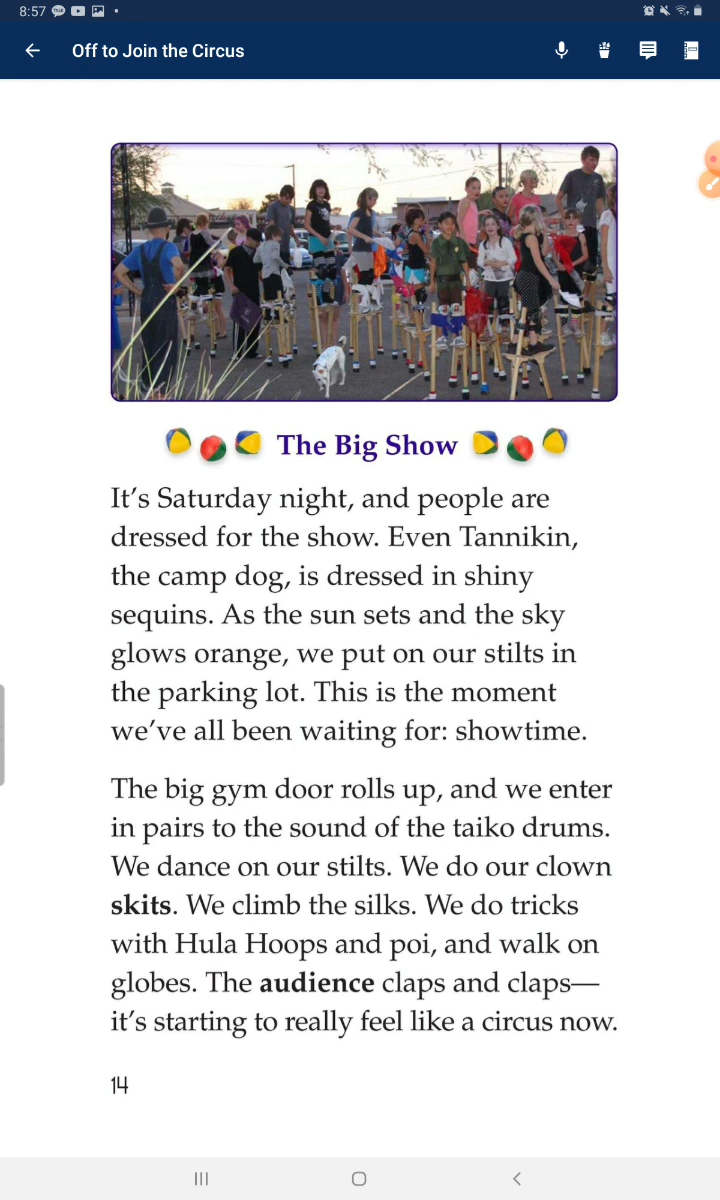 8:57
Off to Join the Circus
The Big Show
It’s Saturday night, and people are
dressed for the show. Even Tannikin,
the camp dog, is dressed in shiny
sequins. As the sun sets and the sky
glows orange, we put on our stilts in
the parking lot. This is the moment
we’ve all been waiting for: showtime.
The big gym door rolls up, and we enter
in pairs to the sound of the taiko drums.
We dance on our stilts. We do our clown
skits. We climb the silks. We do tricks
with Hula Hoops and poi, and walk on
globes. The audience claps and claps—
it’s starting to really feel like a circus now.
14